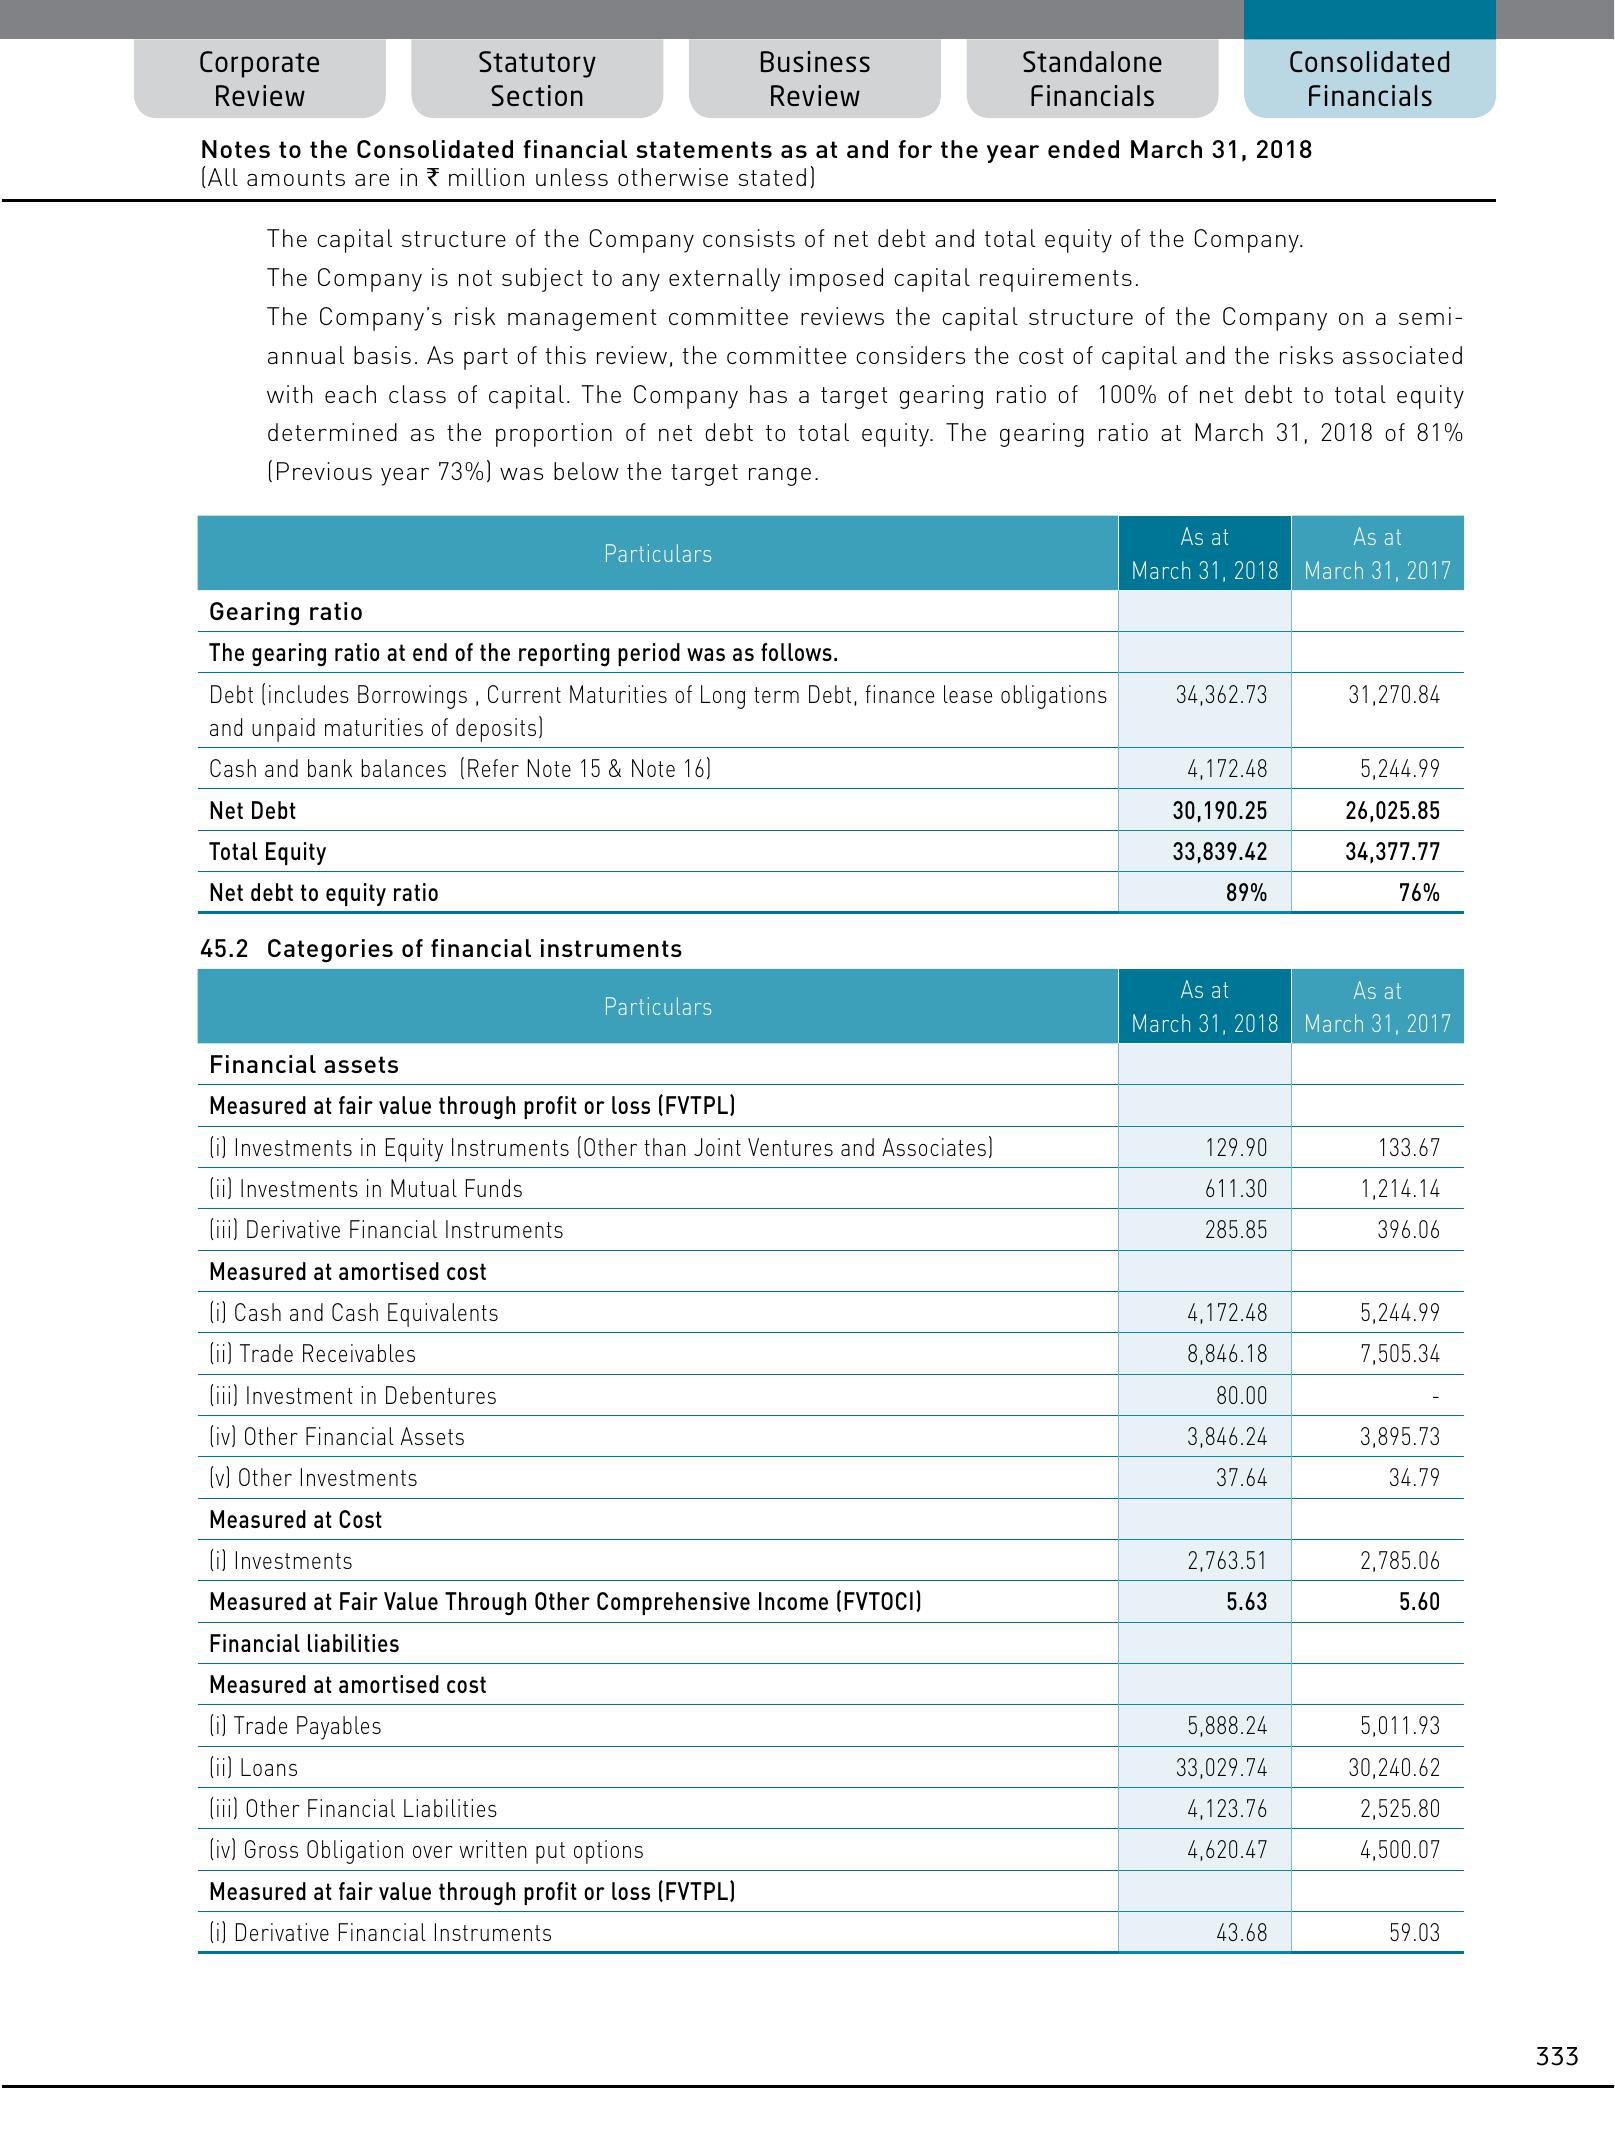 Corporate
Review
Statutory
Section
Business
Review
Standalone
Financials
Consolidated
Financials
Notes to the Consolidated financial statements as at and for the year ended March 31, 2018
(All amounts are in ₹ million unless otherwise stated)
The capital structure of the Company consists of net debt and total equity of the Company.
The Company is not subject to any externally imposed capital requirements.
The Company's risk management committee reviews the capital structure of the Company on a semi-
annual basis. As part of this review, the committee considers the cost of capital and the risks associated
with each class of capital. The Company has a target gearing ratio of 100% of net debt to total equity
determined as the proportion of net debt to total equity. The gearing ratio at March 31, 2018 of 81%
(Previous year 73%) was below the target range.
Particulars As at March 31, 2018 As at March 31, 2017
Gearing ratio
The gearing ratio at end of the reporting period was as follows.
Debt (includes Borrowings , Current Maturities of Long term Debt, finance lease obligations 34,362.73 31,270.84
and unpaid maturities of deposits)
Cash and bank balances (Refer Note 15 & Note 16) 4,172.48 5,244.99
Net Debt 30,190.25 26,025.85
Total Equity 33,839.42 34,377.77
Net debt to equity ratio 89% 76%
45.2 Categories of financial instruments
Particulars As at March 31, 2018 As at March 31, 2017
Financial assets
Measured at fair value through profit or loss (FVTPL)
(i) Investments in Equity Instruments (Other than Joint Ventures and Associates) 129.90 133.67
(ii) Investments in Mutual Funds 611.30 1,214.14
(iii) Derivative Financial Instruments 285.85 396.06
Measured at amortised cost
(i) Cash and Cash Equivalents 4,172.48 5,244.99
(ii) Trade Receivables 8,846.18 7,505.34
(iii) Investment in Debentures 80.00 -
(iv) Other Financial Assets 3,846.24 3,895.73
(v) Other Investments 37.64 34.79
Measured at Cost
(i) Investments 2,763.51 2,785.06
Measured at Fair Value Through Other Comprehensive Income (FVTOCI) 5.63 5.60
Financial liabilities
Measured at amortised cost
(i) Trade Payables 5,888.24 5,011.93
(ii) Loans 33,029.74 30,240.62
(iii) Other Financial Liabilities 4,123.76 2,525.80
(iv) Gross Obligation over written put options 4,620.47 4,500.07
Measured at fair value through profit or loss (FVTPL)
(i) Derivative Financial Instruments 43.68 59.03
333